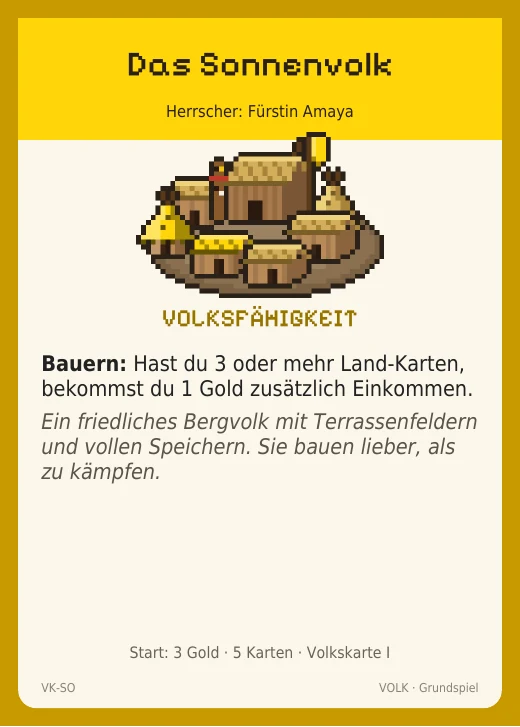 Das Sonnenvolk
Herrscher: Fürstin Amaya
VOLKSFÄHIGKEIT
Bauern: Hast du 3 oder mehr Land-Karten,
bekommst du 1 Gold zusätzlich Einkommen.
Ein friedliches Bergvolk mit Terrassenfeldern
und vollen Speichern. Sie bauen lieber, als
zu kämpfen.
Start: 3 Gold · 5 Karten · Volkskarte I
VK-SO
VOLK · Grundspiel